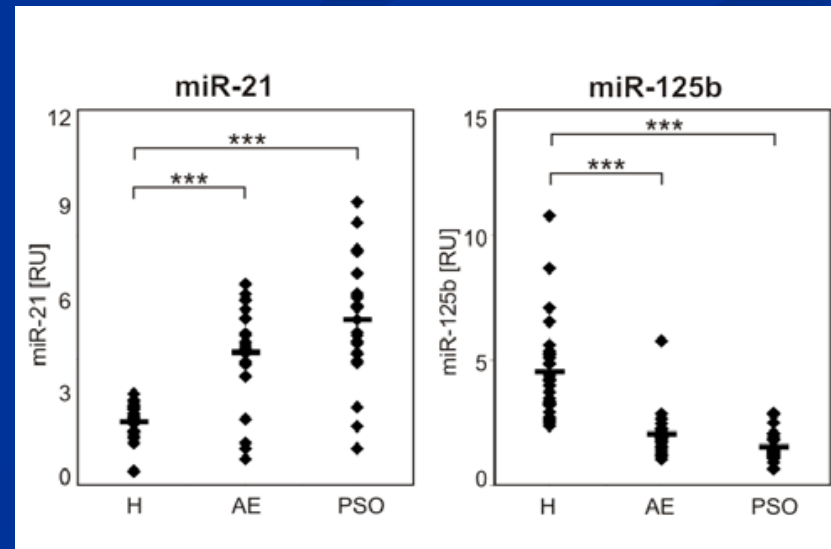 miR-21
12
9
6
3
0
miR-21 [RU]
***
***
H AE PSO
miR-125b
15
10
5
0
miR-125b [RU]
***
***
H AE PSO